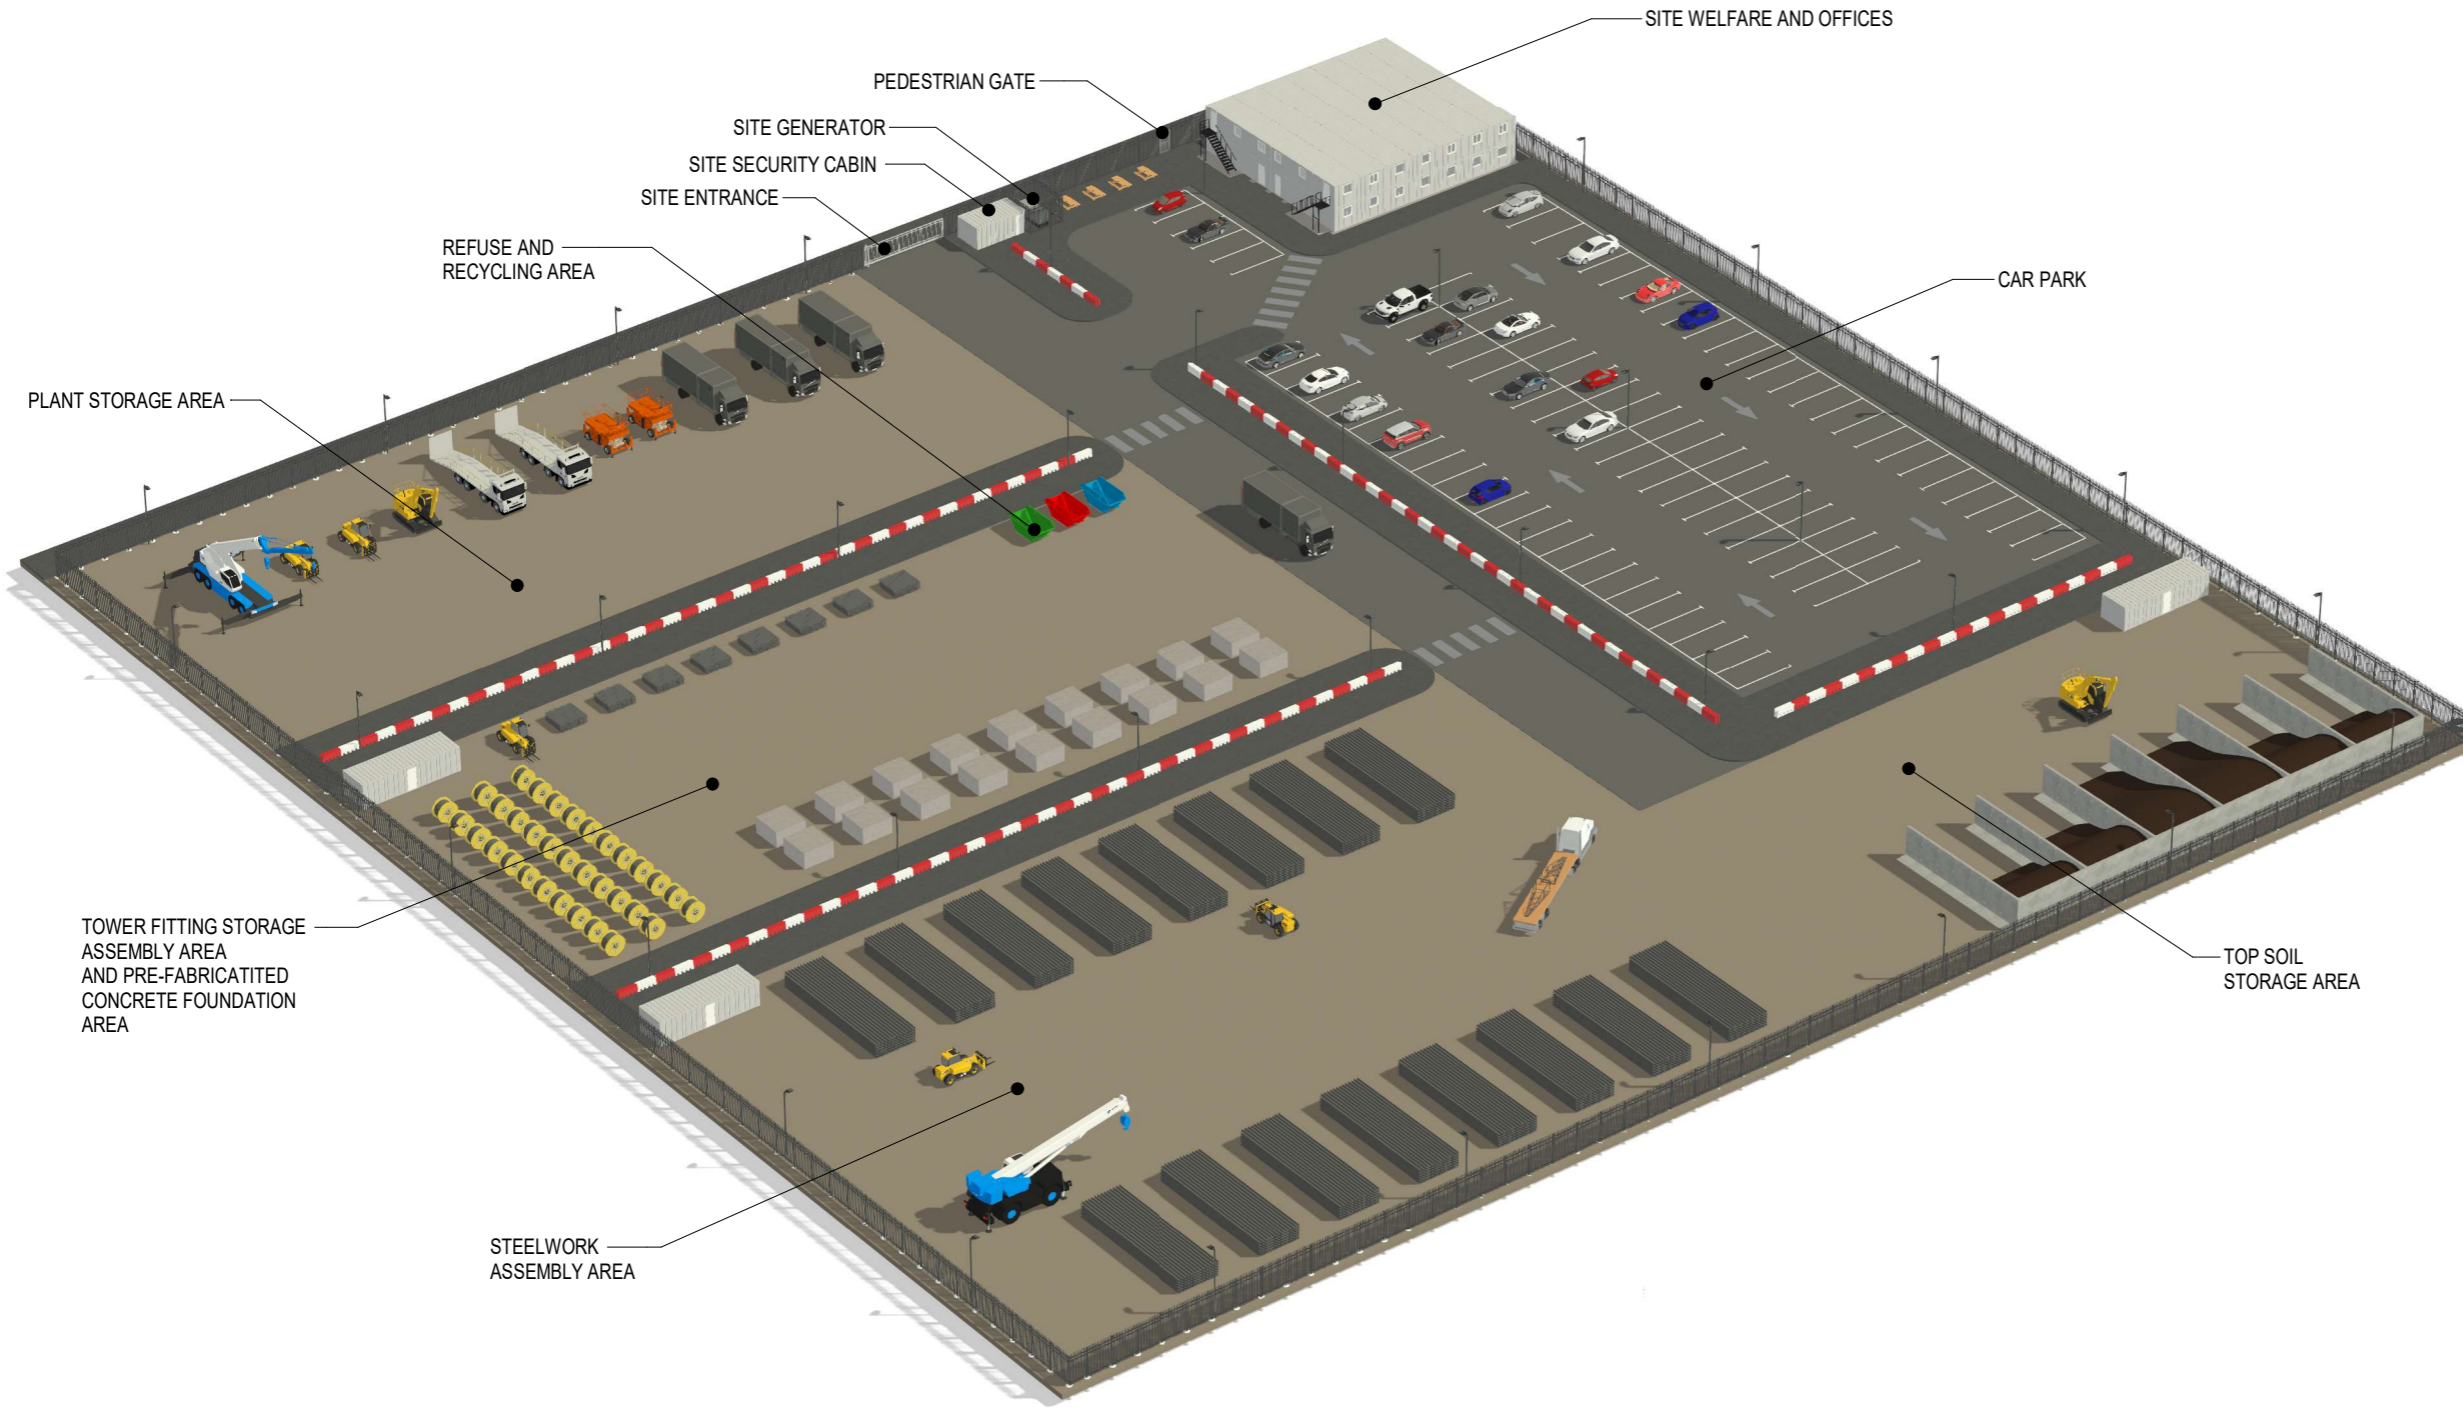 SITE WELFARE AND OFFICES
PEDESTRIAN GATE
SITE GENERATOR
SITE SECURITY CABIN
SITE ENTRANCE
REFUSE AND
RECYCLING AREA
CAR PARK
PLANT STORAGE AREA
TOWER FITTING STORAGE
ASSEMBLY AREA
AND PRE-FABRICATITED
CONCRETE FOUNDATION
AREA
TOP SOIL
STORAGE AREA
STEELWORK
ASSEMBLY AREA